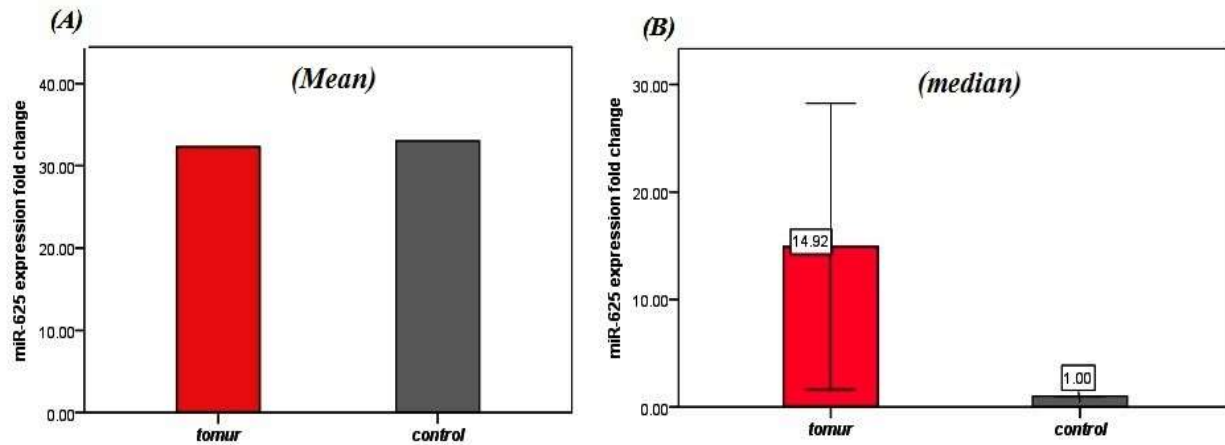 (A)
(Mean)
miR-625 expression fold change
40.00
30.00
20.00
10.00
0.00
tomur
control
(B)
(median)
miR-625 expression fold change
30.00
20.00
10.00
0.00
14.92
1.00
tomur
control